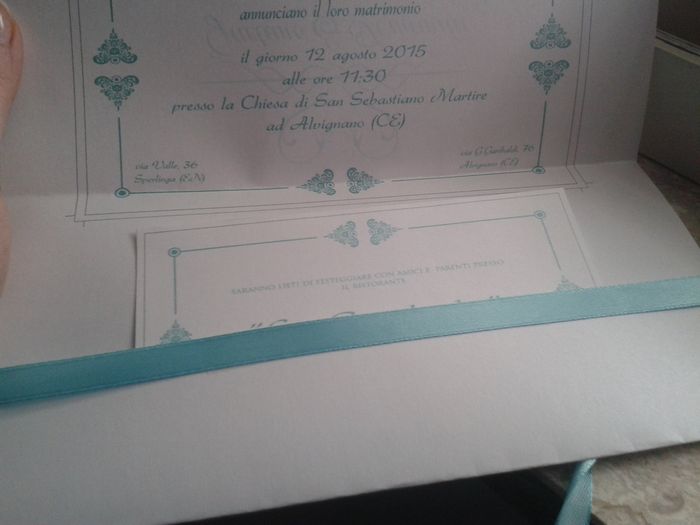 annunciano il loro matrimonio
il giorno 12 agosto 2015
alle ore 11:30
presso la Chiesa di San Sebastiano Martire
ad Alvignano (CE)
via Valle, 36
Sperlinga (EN)
via G.Garibaldi, 76
Alvignano (CE)
SARANNO LIETI DI FESTEGGIARE CON AMICI E PARENTI PRESSO
IL RISTORANTE